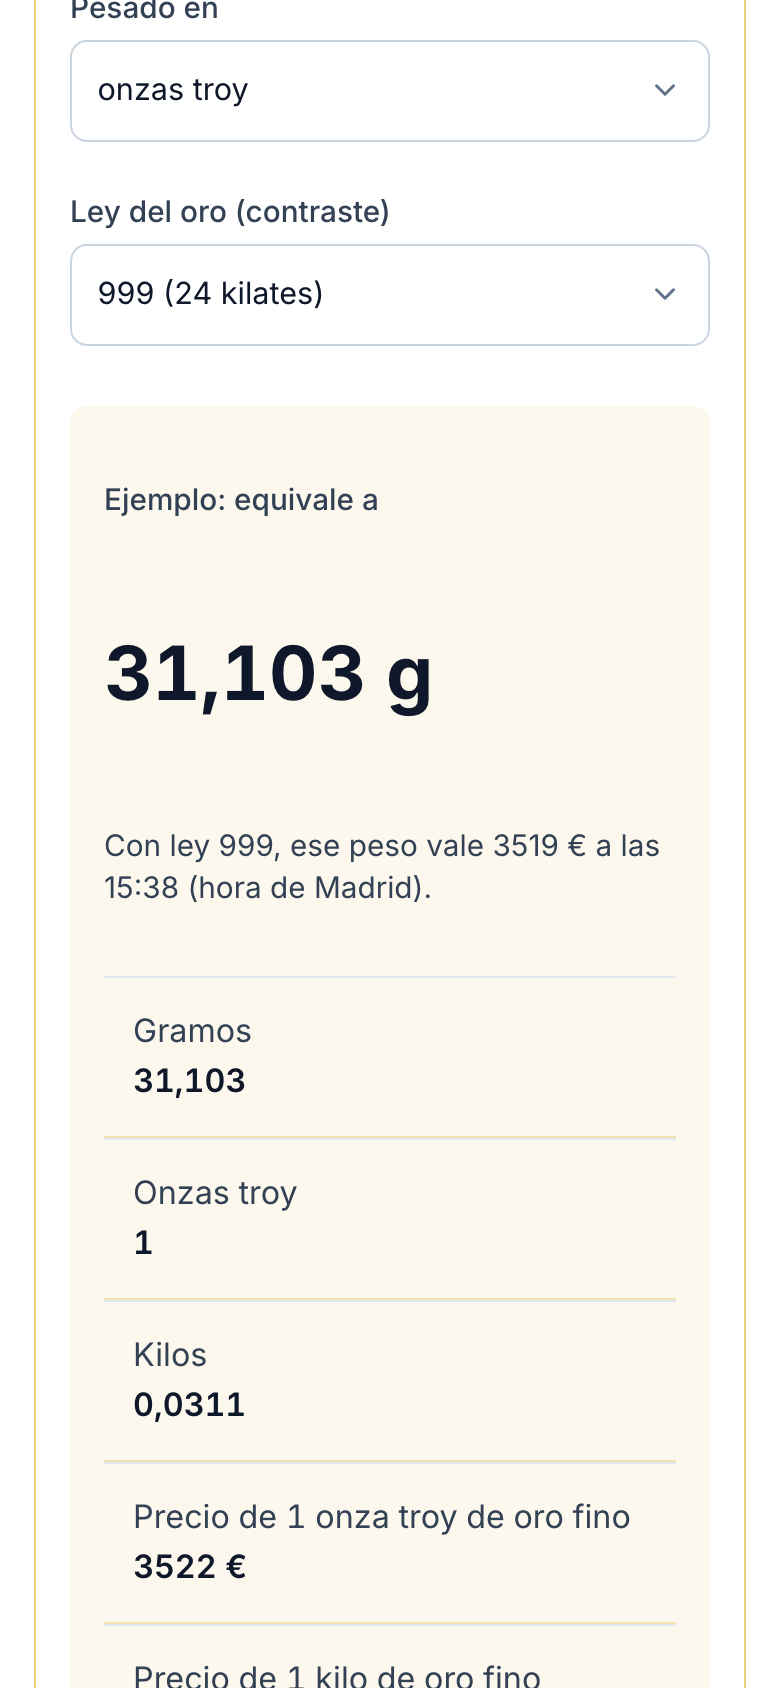 Pesado en
onzas troy
Ley del oro (contraste)
999 (24 kilates)
Ejemplo: equivale a
31,103 g
Con ley 999, ese peso vale 3519 € a las
15:38 (hora de Madrid).
Gramos
31,103
Onzas troy
1
Kilos
0,0311
Precio de 1 onza troy de oro fino
3522 €
Precio de 1 kilo de oro fino